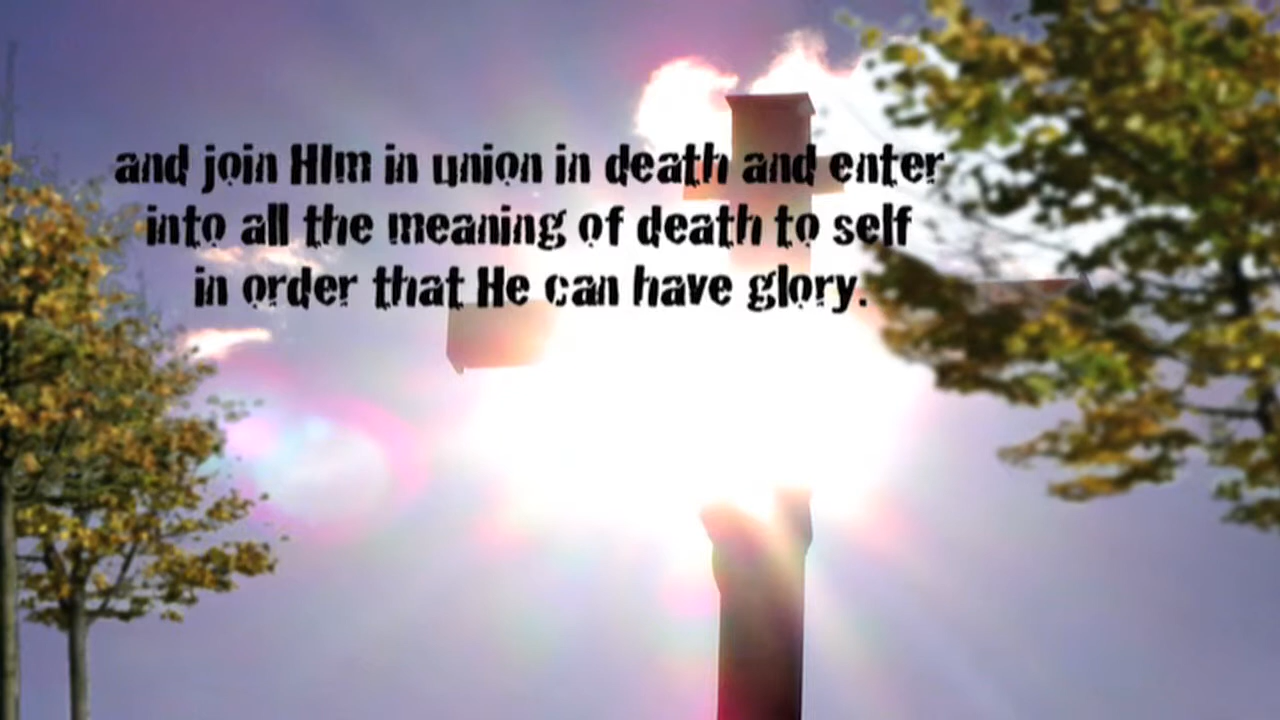 and join HIm in union in death and enter
into all the meaning of death to self
in order that He can have glory.